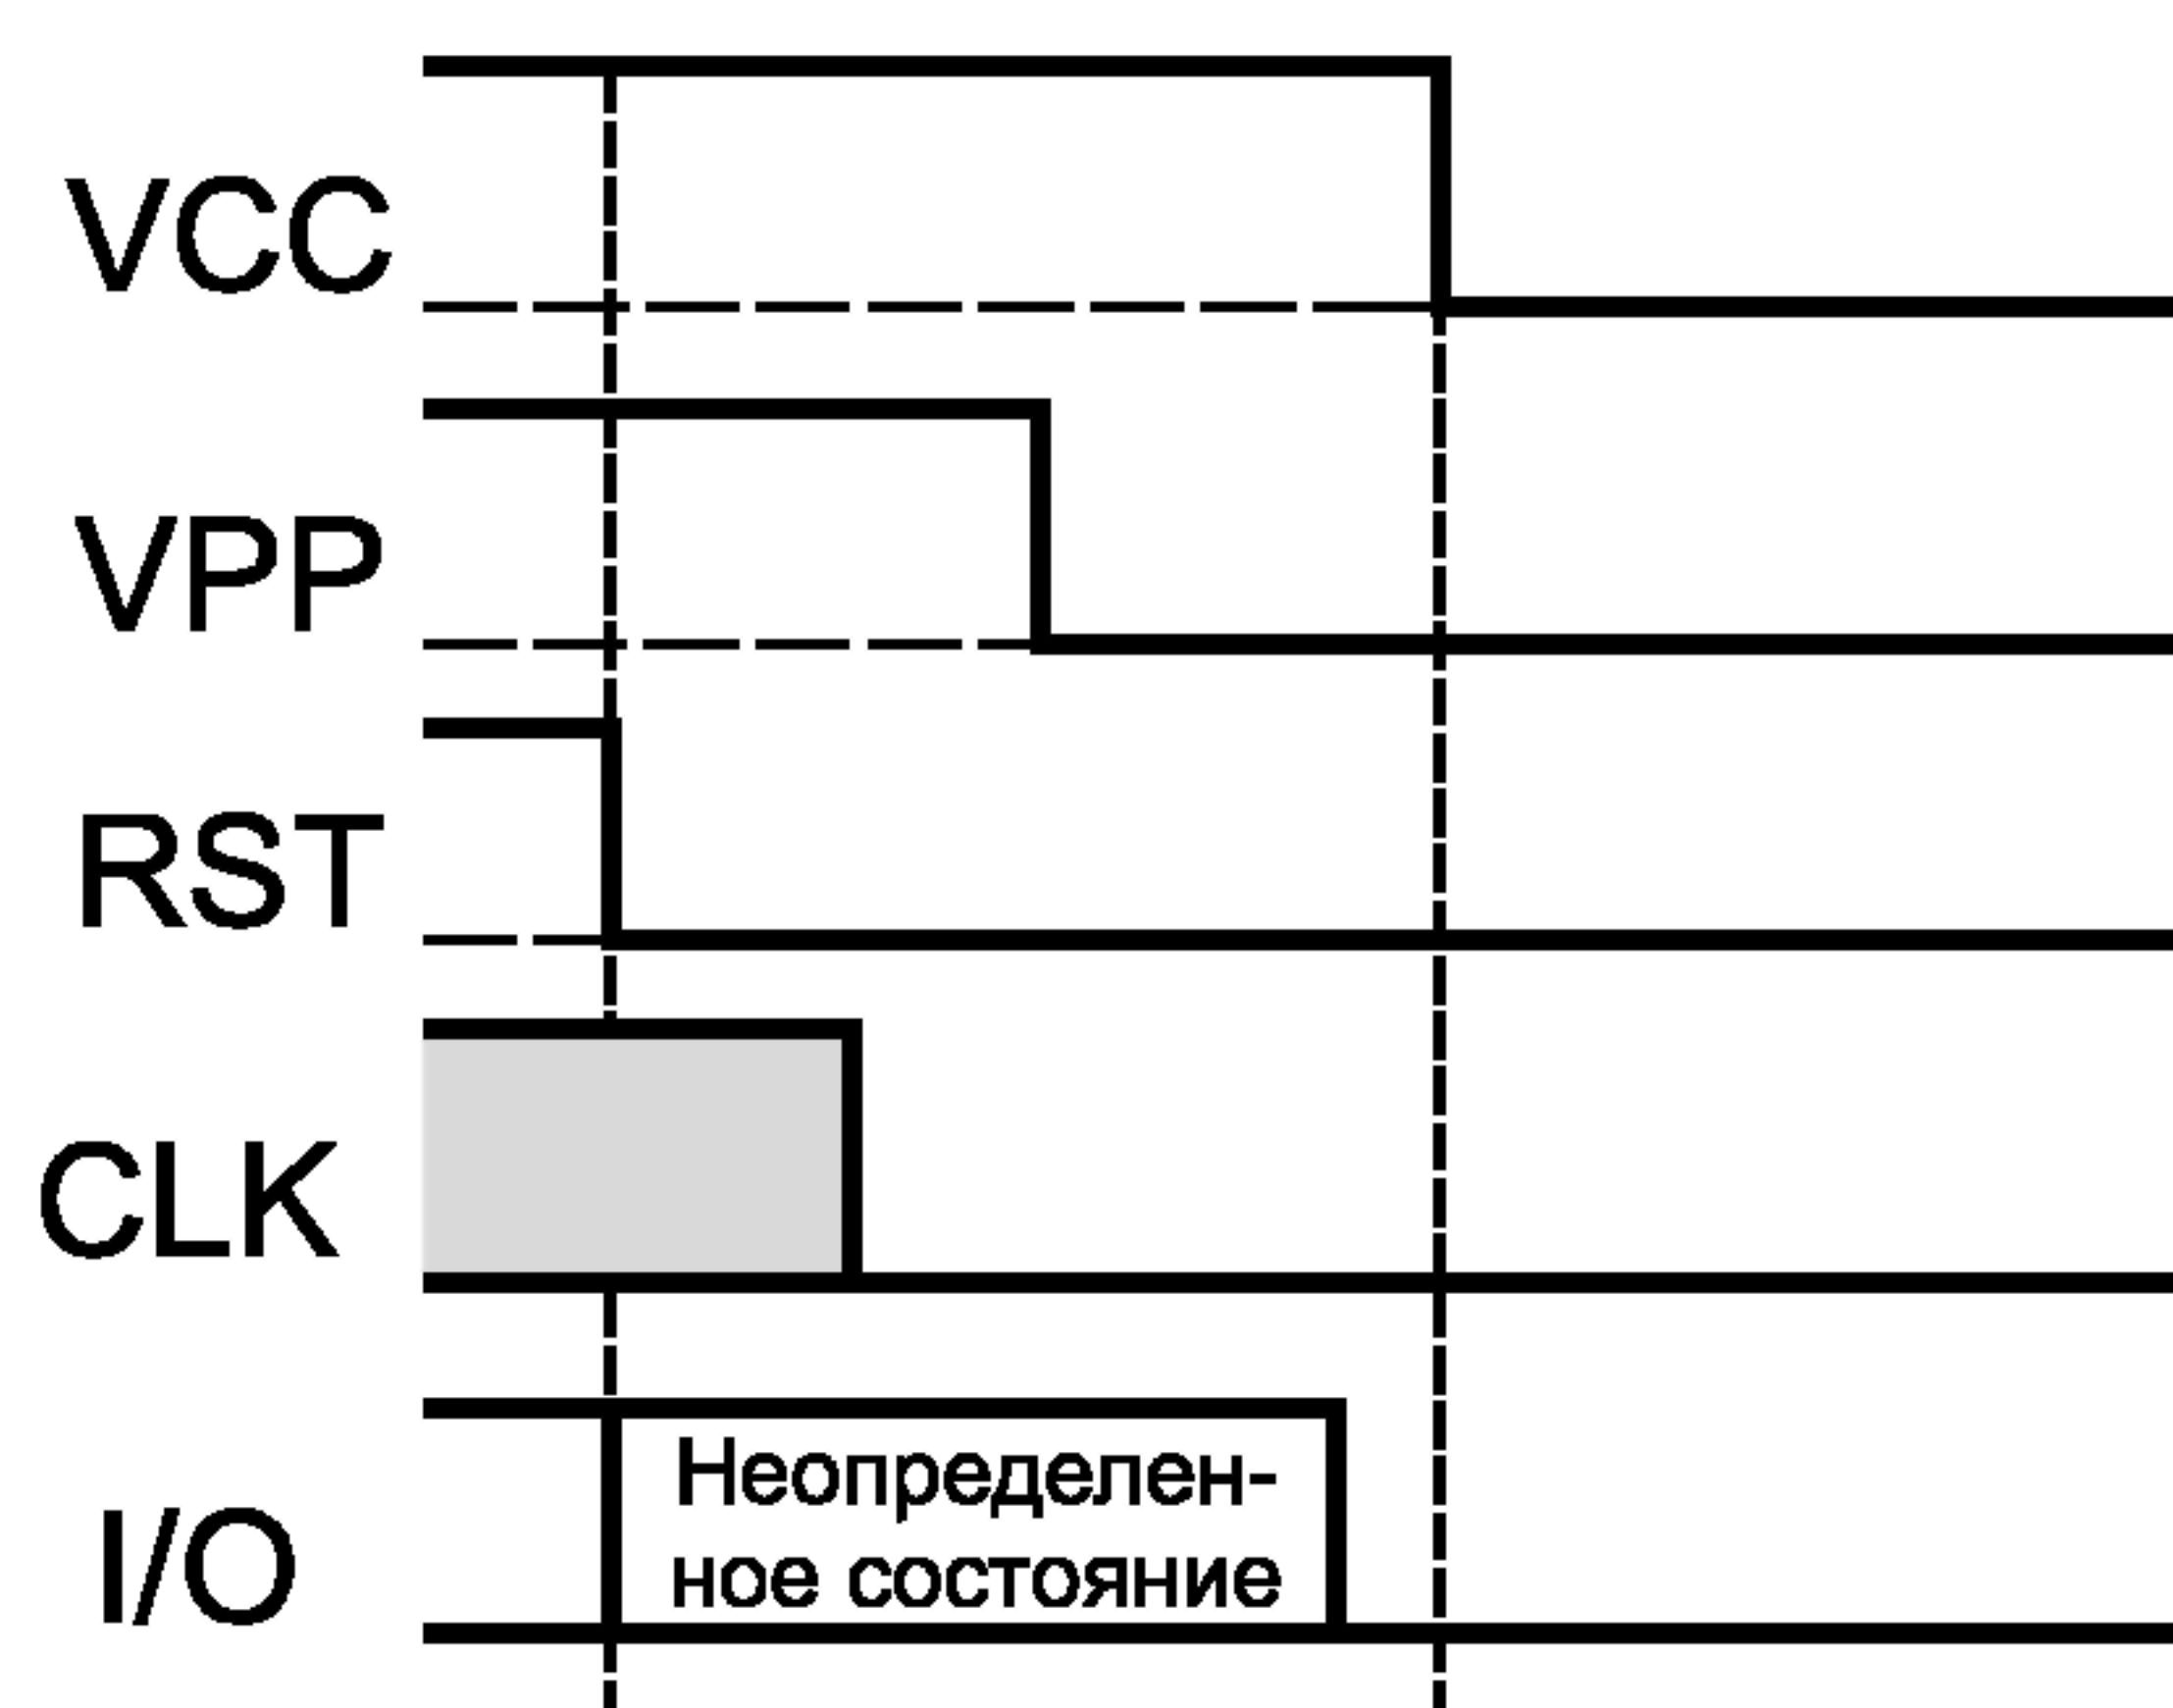 VCC
VPP
RST
CLK
I/O
Неопределен-
ное состояние